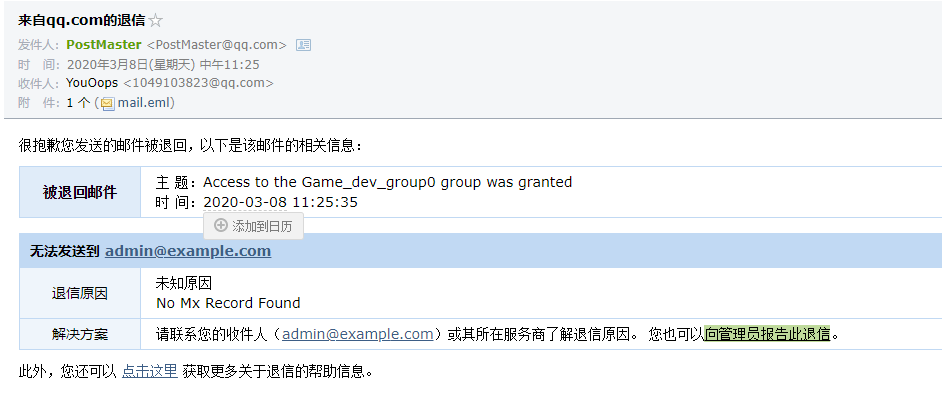 来自qq.com的退信☆
发件人：PostMaster <PostMaster@qq.com>
时　间：2020年3月8日(星期天) 中午11:25
收件人：YouOops <1049103823@qq.com>
附　件：1 个 (mail.eml)
很抱歉您发送的邮件被退回，以下是该邮件的相关信息：
被退回邮件
主 题：Access to the Game_dev_group0 group was granted
时 间：2020-03-08 11:25:35
添加到日历
无法发送到 admin@example.com
退信原因
未知原因
No Mx Record Found
解决方案
请联系您的收件人（admin@example.com）或其所在服务商了解退信原因。 您也可以向管理员报告此退信。
此外，您还可以 点击这里 获取更多关于退信的帮助信息。